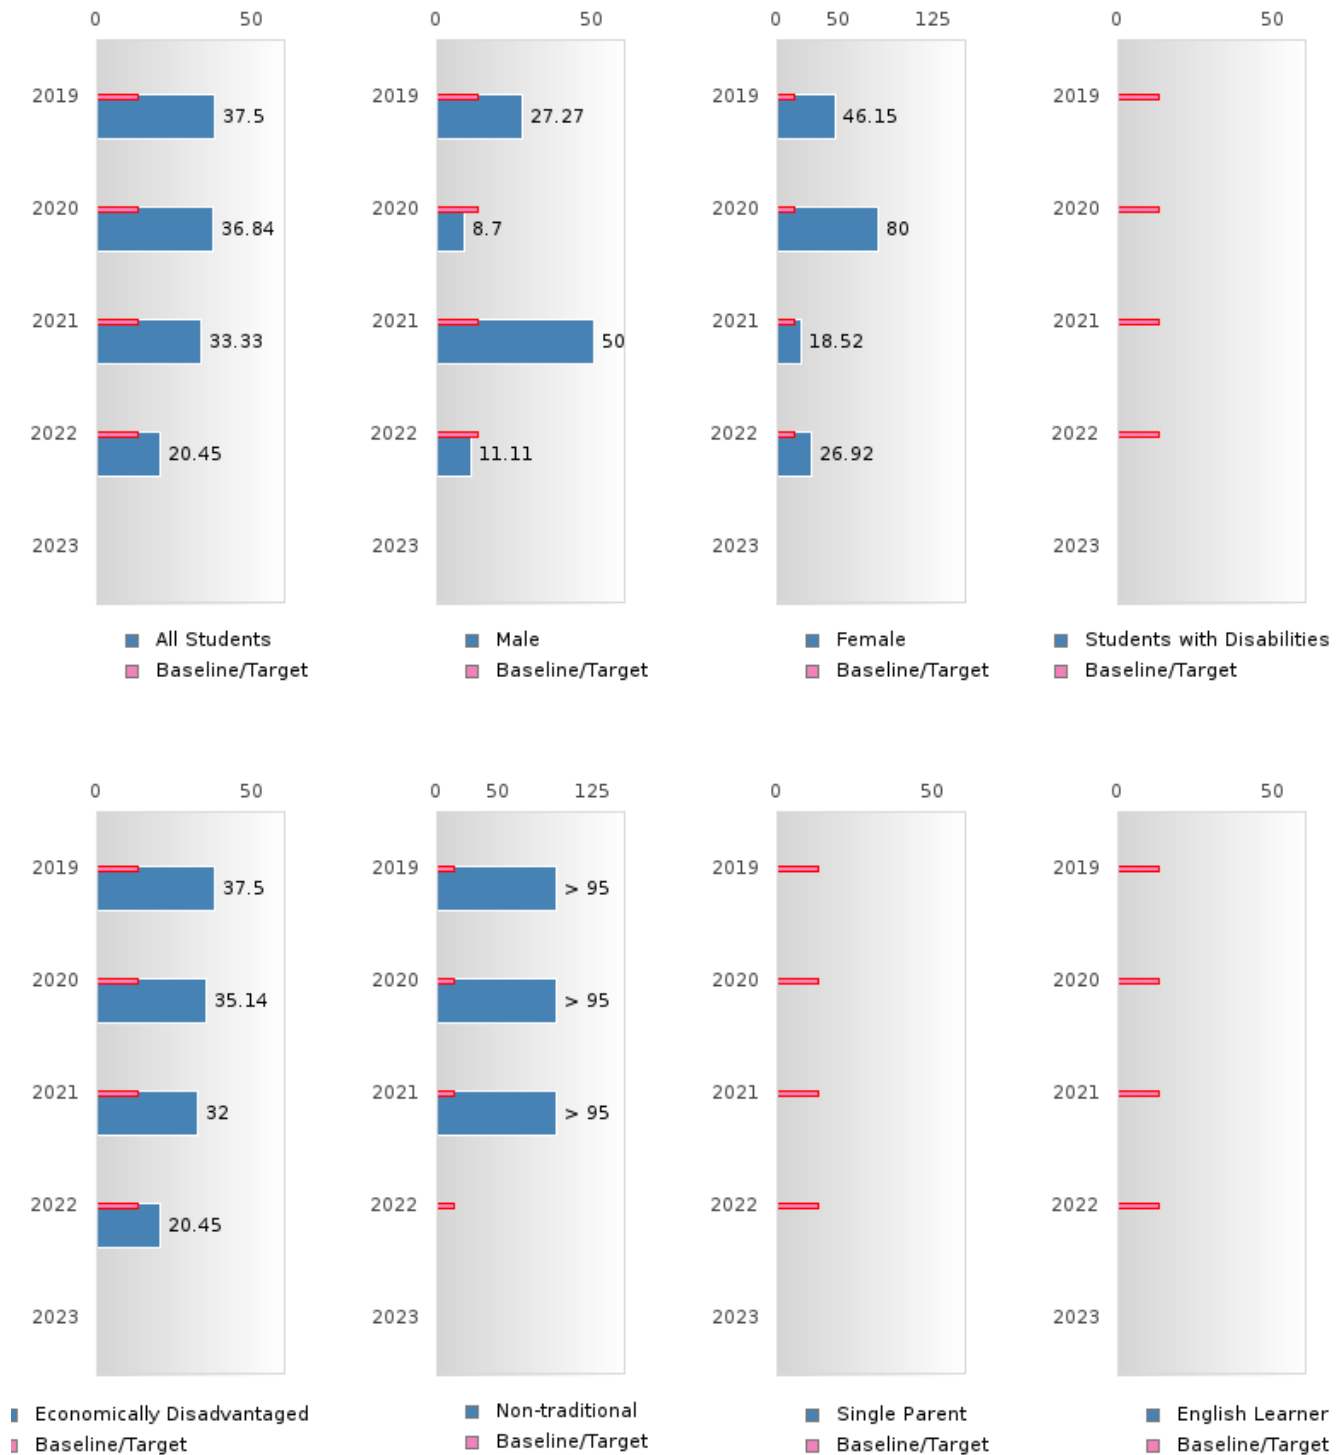 0 50
2019 37.5
2020 36.84
2021 33.33
2022 20.45
2023
All Students
Baseline/Target
0 50
2019 27.27
2020 8.7
2021 50
2022 11.11
2023
Male
Baseline/Target
0 50 125
2019 46.15
2020 80
2021 18.52
2022 26.92
2023
Female
Baseline/Target
0 50
2019
2020
2021
2022
2023
Students with Disabilities
Baseline/Target
0 50
2019 37.5
2020 35.14
2021 32
2022 20.45
2023
Economically Disadvantaged
Baseline/Target
0 50 125
2019 > 95
2020 > 95
2021 > 95
2022
2023
Non-traditional
Baseline/Target
0 50
2019
2020
2021
2022
2023
Single Parent
Baseline/Target
0 50
2019
2020
2021
2022
2023
English Learner
Baseline/Target